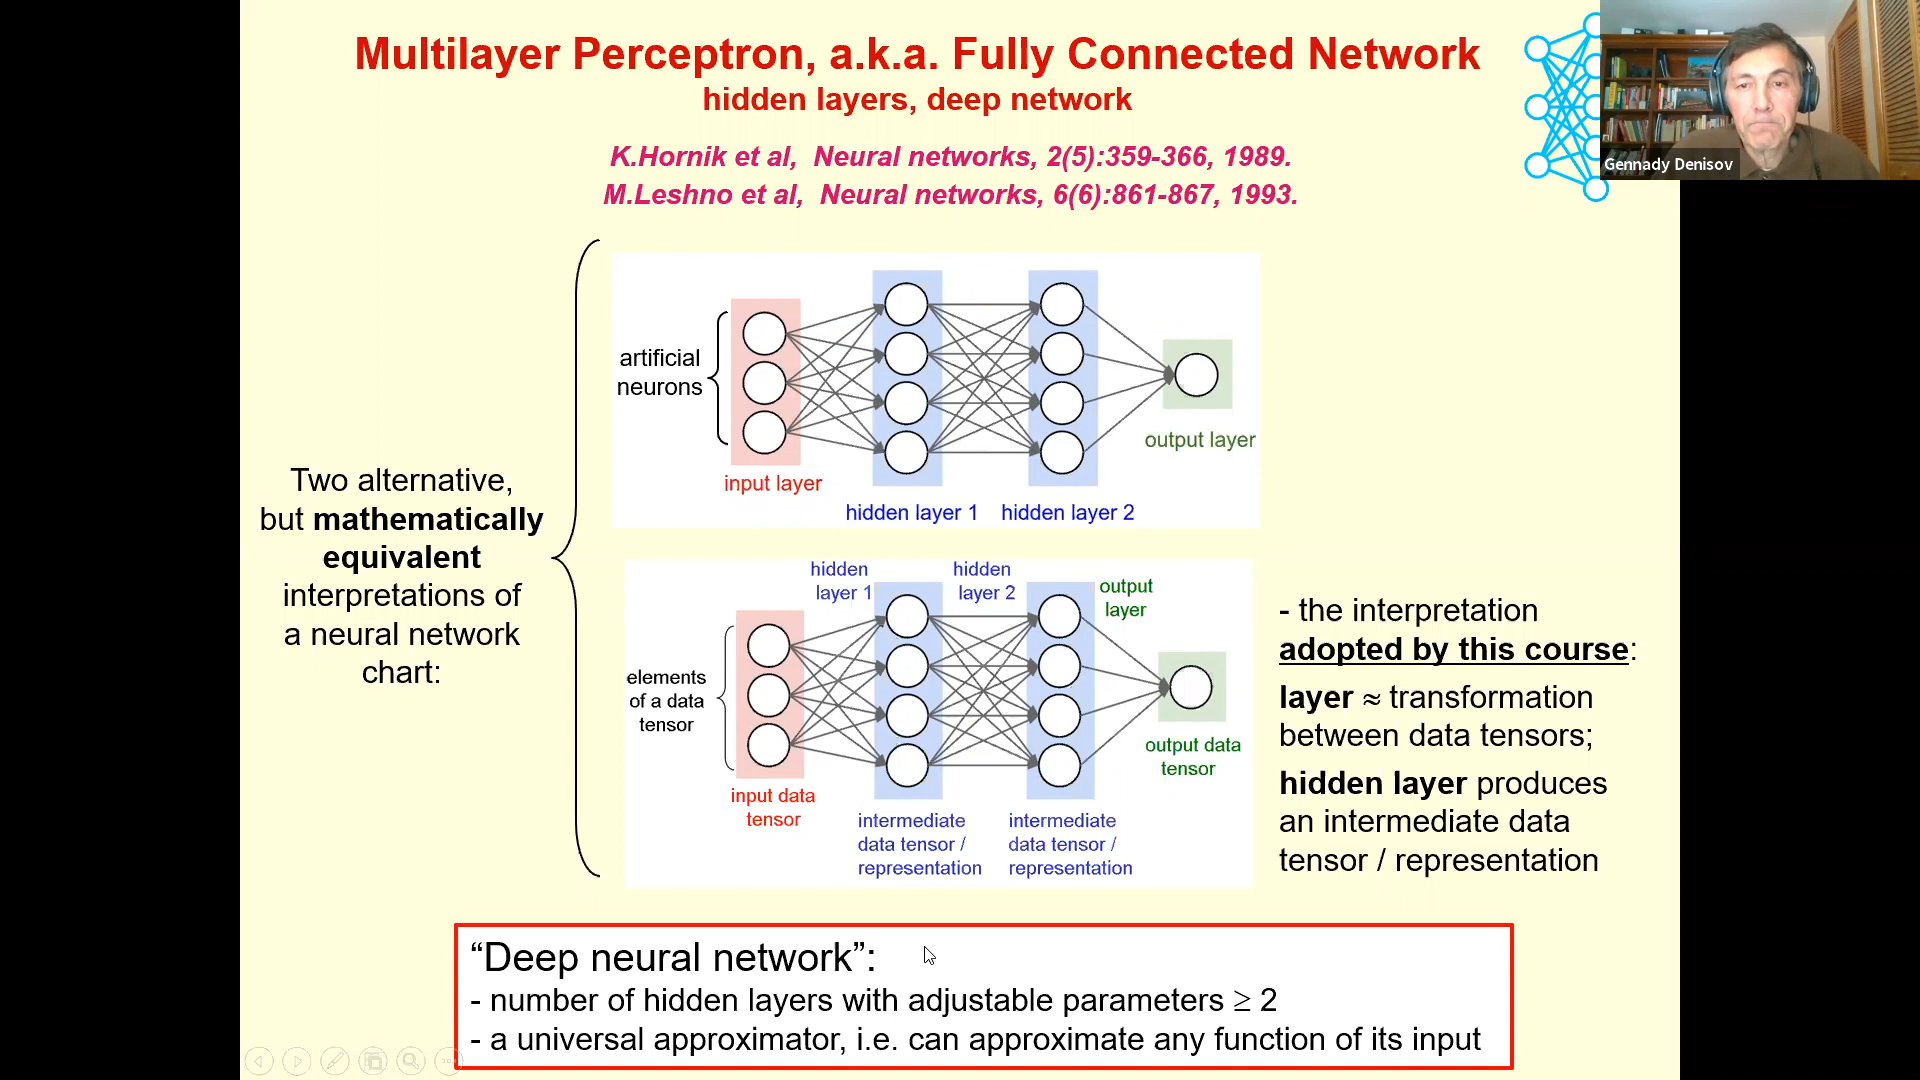 Multilayer Perceptron, a.k.a. Fully Connected Network
hidden layers, deep network
K.Hornik et al,  Neural networks, 2(5):359-366, 1989.
M.Leshno et al,  Neural networks, 6(6):861-867, 1993.
Gennady Denisov
Two alternative,
but mathematically
equivalent
interpretations of
a neural network
chart:
artificial
neurons
input layer
hidden layer 1
hidden layer 2
output layer
hidden
layer 1
hidden
layer 2
output
layer
elements
of a data
tensor
input data
tensor
intermediate
data tensor /
representation
intermediate
data tensor /
representation
output data
tensor
- the interpretation
adopted by this course:
layer ≈ transformation
between data tensors;
hidden layer produces
an intermediate data
tensor / representation
“Deep neural network”:
- number of hidden layers with adjustable parameters ≥ 2
- a universal approximator, i.e. can approximate any function of its input